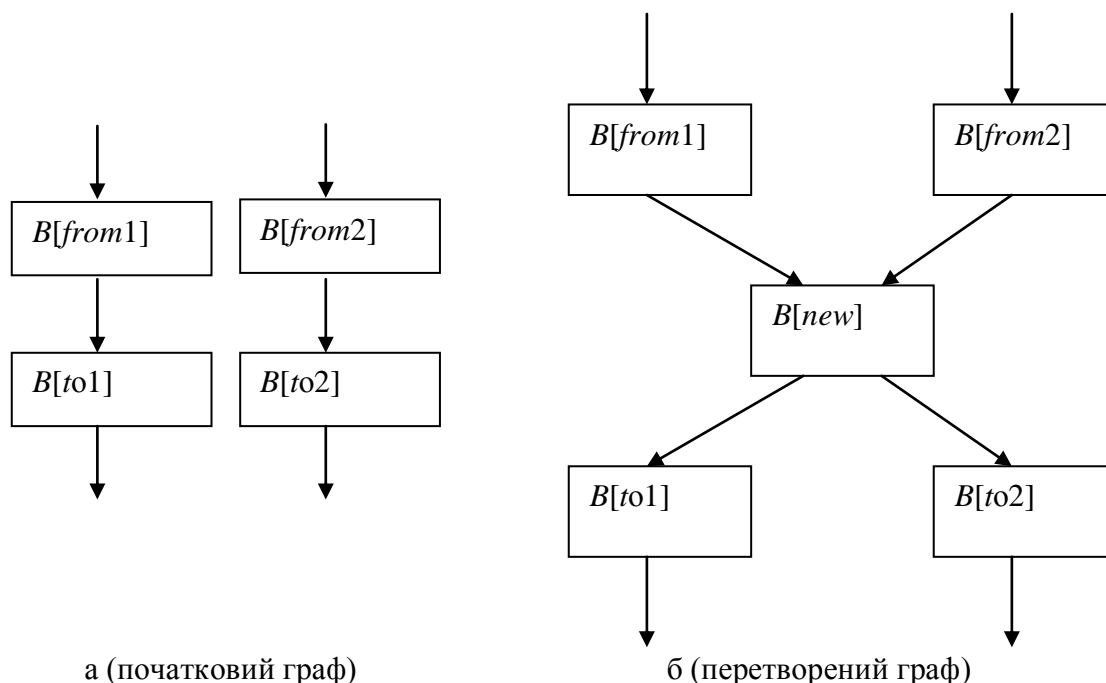 B[from1]
B[from2]
B[to1]
B[to2]
а (початковий граф)
B[from1]
B[from2]
B[new]
B[to1]
B[to2]
б (перетворений граф)